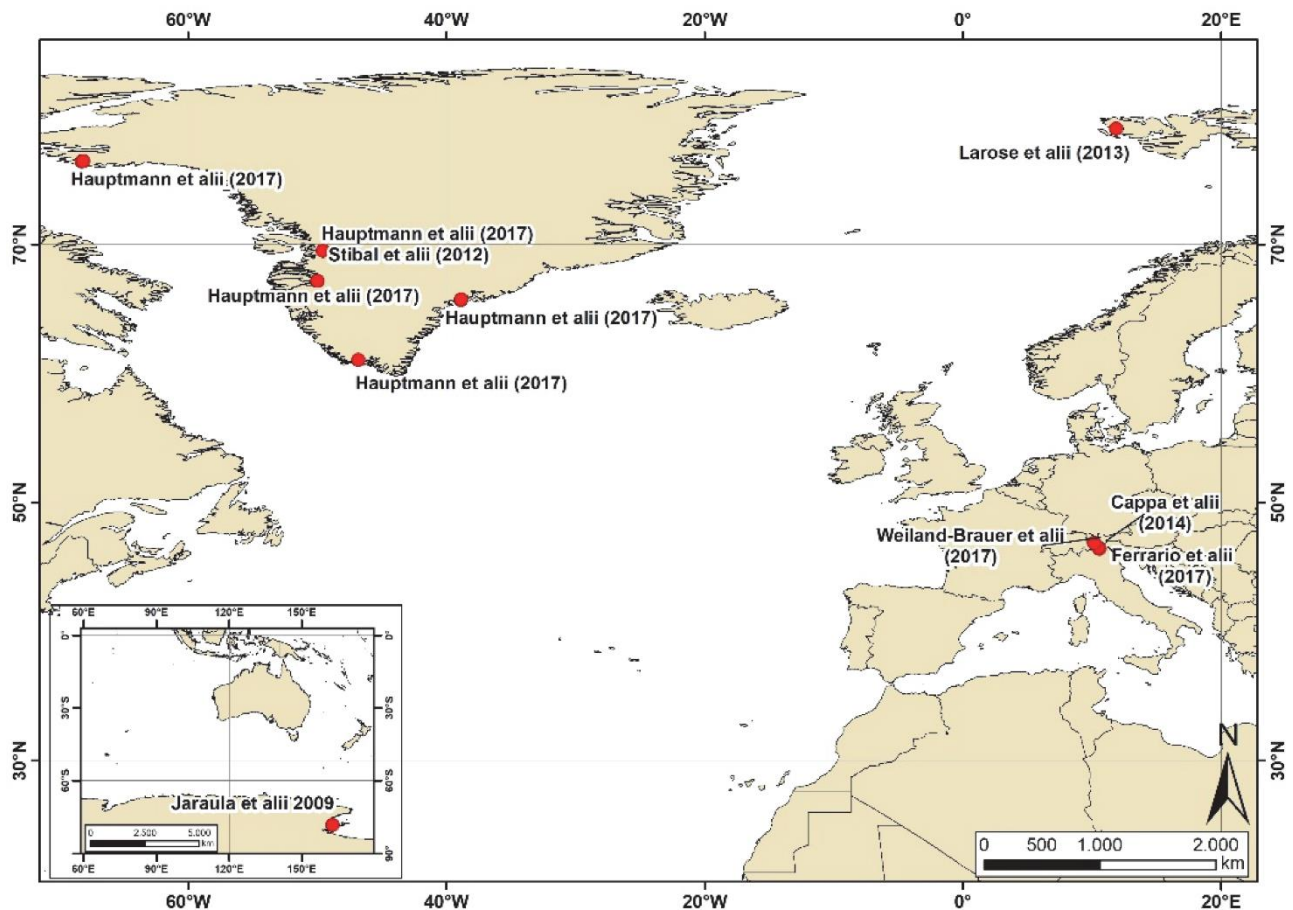 60°W 40°W 20°W 0° 20°E
Larose et alii (2013)
Hauptmann et alii (2017)
Hauptmann et alii (2017)
70°N 70°N
Stibal et alii (2012)
Hauptmann et alii (2017)
Hauptmann et alii (2017)
Hauptmann et alii (2017)
50°N 50°N
Cappa et alii
(2014)
Weiland-Brauer et alii
(2017)
Ferrario et alii
(2017)
60°E 90°E 120°E 150°E
0° 0°
30°S 30°S
60°S 60°S
Jaraula et alii 2009
0 2.500 5.000
km
90°
60°E 90°E 120°E 150°E
N
30°N 30°N
0 500 1.000 2.000
km
60°W 40°W 20°W 0° 20°E